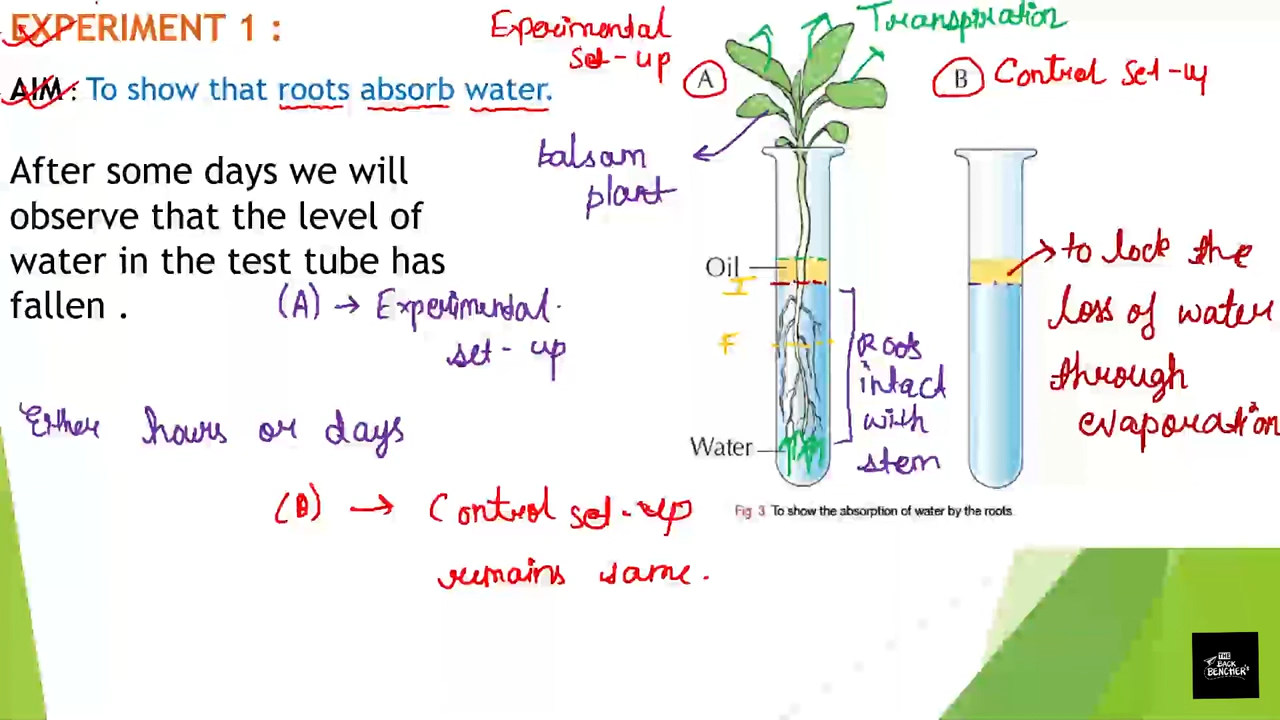 EXPERIMENT 1 :
AIM : To show that roots absorb water.
After some days we will
observe that the level of
water in the test tube has
fallen .
(A) → Experimental
set - up
Either hours or days
(B) → Control set - up
remains same.
Experimental
set - up
A
Transpiration
B
Control set - up
balsam
plant
Oil
I
F
Water
Roots
intact
with
stem
to lock the
loss of water
through
evaporation
Fig 3 To show the absorption of water by the roots
THE
BACK
BENCHER's